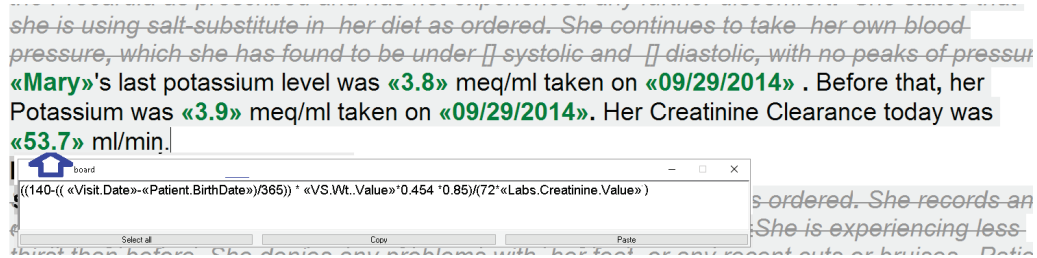 she is using salt-substitute in her diet as ordered. She continues to take her own blood
pressure, which she has found to be under [] systolic and [] diastolic, with no peaks of pressur
«Mary»'s last potassium level was «3.8» meq/ml taken on «09/29/2014» . Before that, her
Potassium was «3.9» meq/ml taken on «09/29/2014». Her Creatinine Clearance today was
«53.7» ml/min.
board
((140-(( «Visit.Date»-«Patient.BirthDate»)/365)) * «VS.Wt..Value»*0.454 *0.85)/(72*«Labs.Creatinine.Value» )
s ordered. She records an
She is experiencing less
Select all Copy Paste